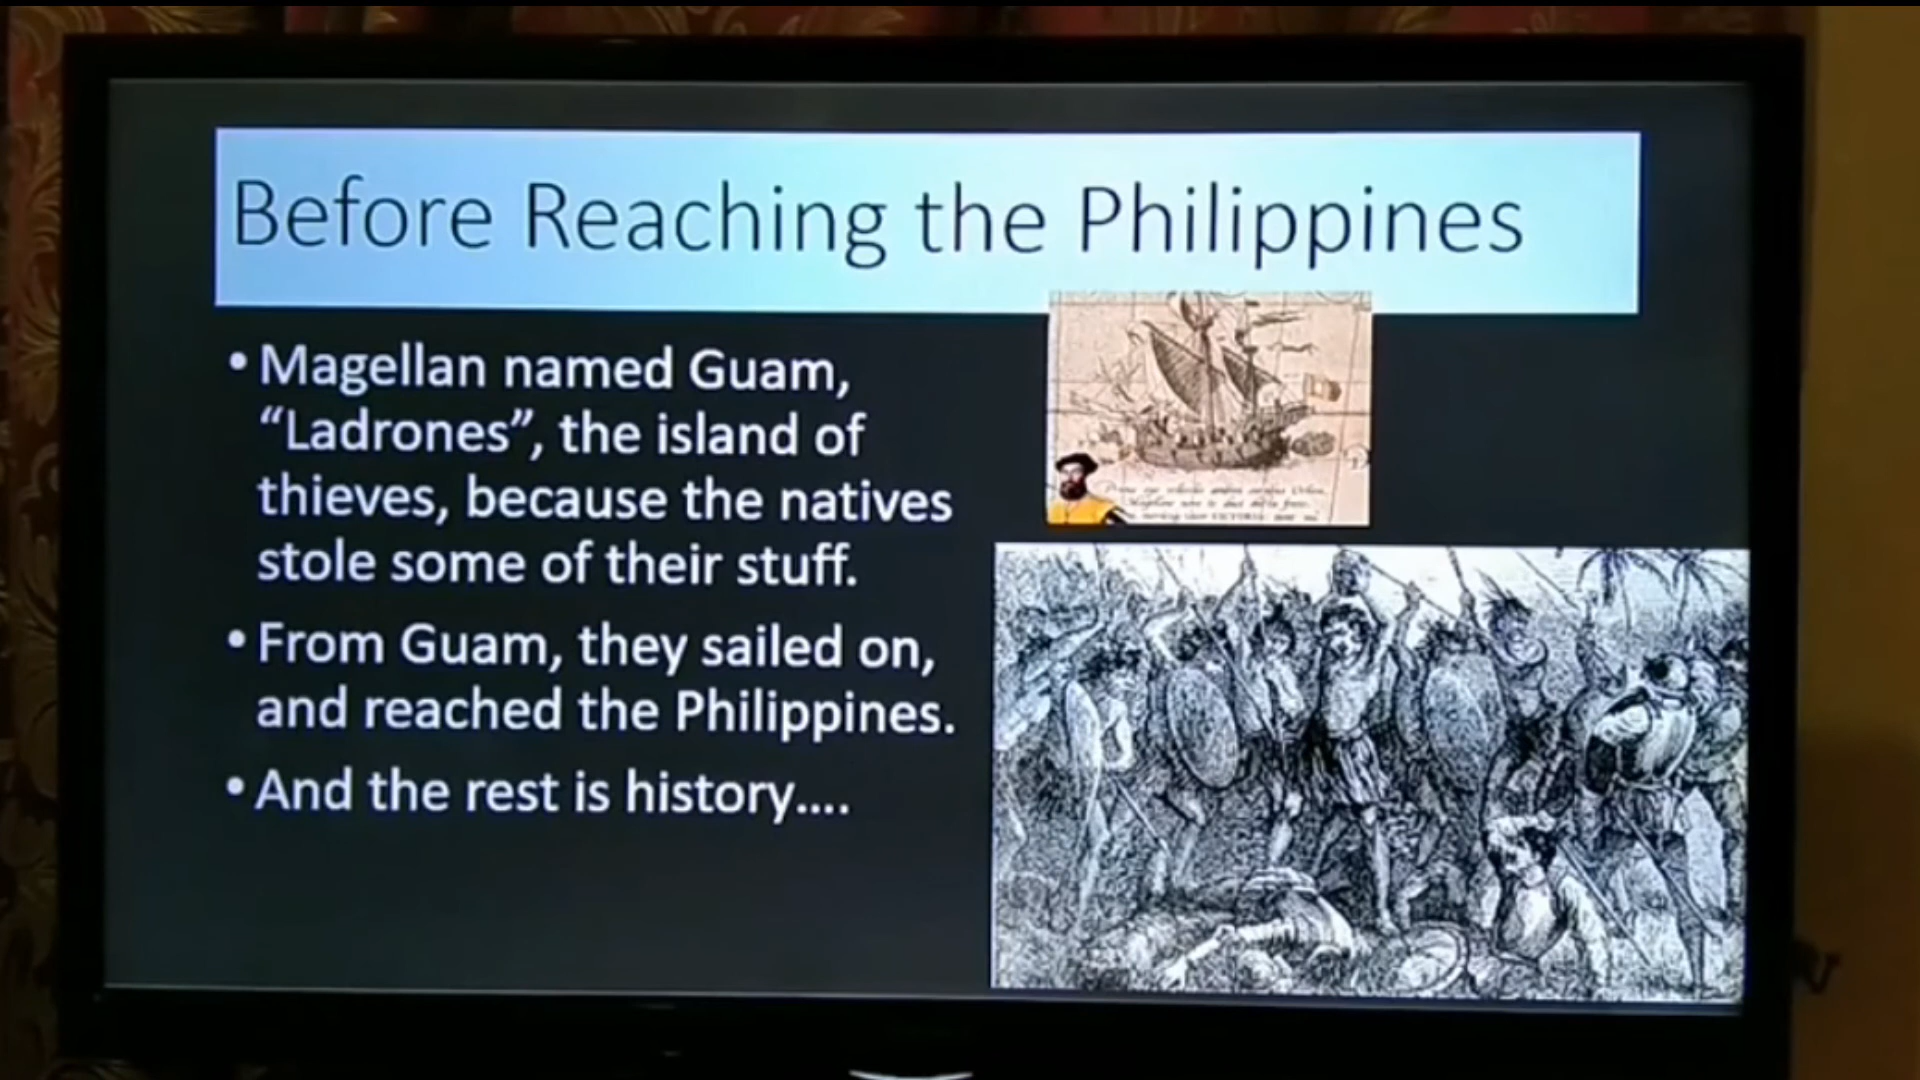 Before Reaching the Philippines
• Magellan named Guam,
“Ladrones”, the island of
thieves, because the natives
stole some of their stuff.
• From Guam, they sailed on,
and reached the Philippines.
• And the rest is history....